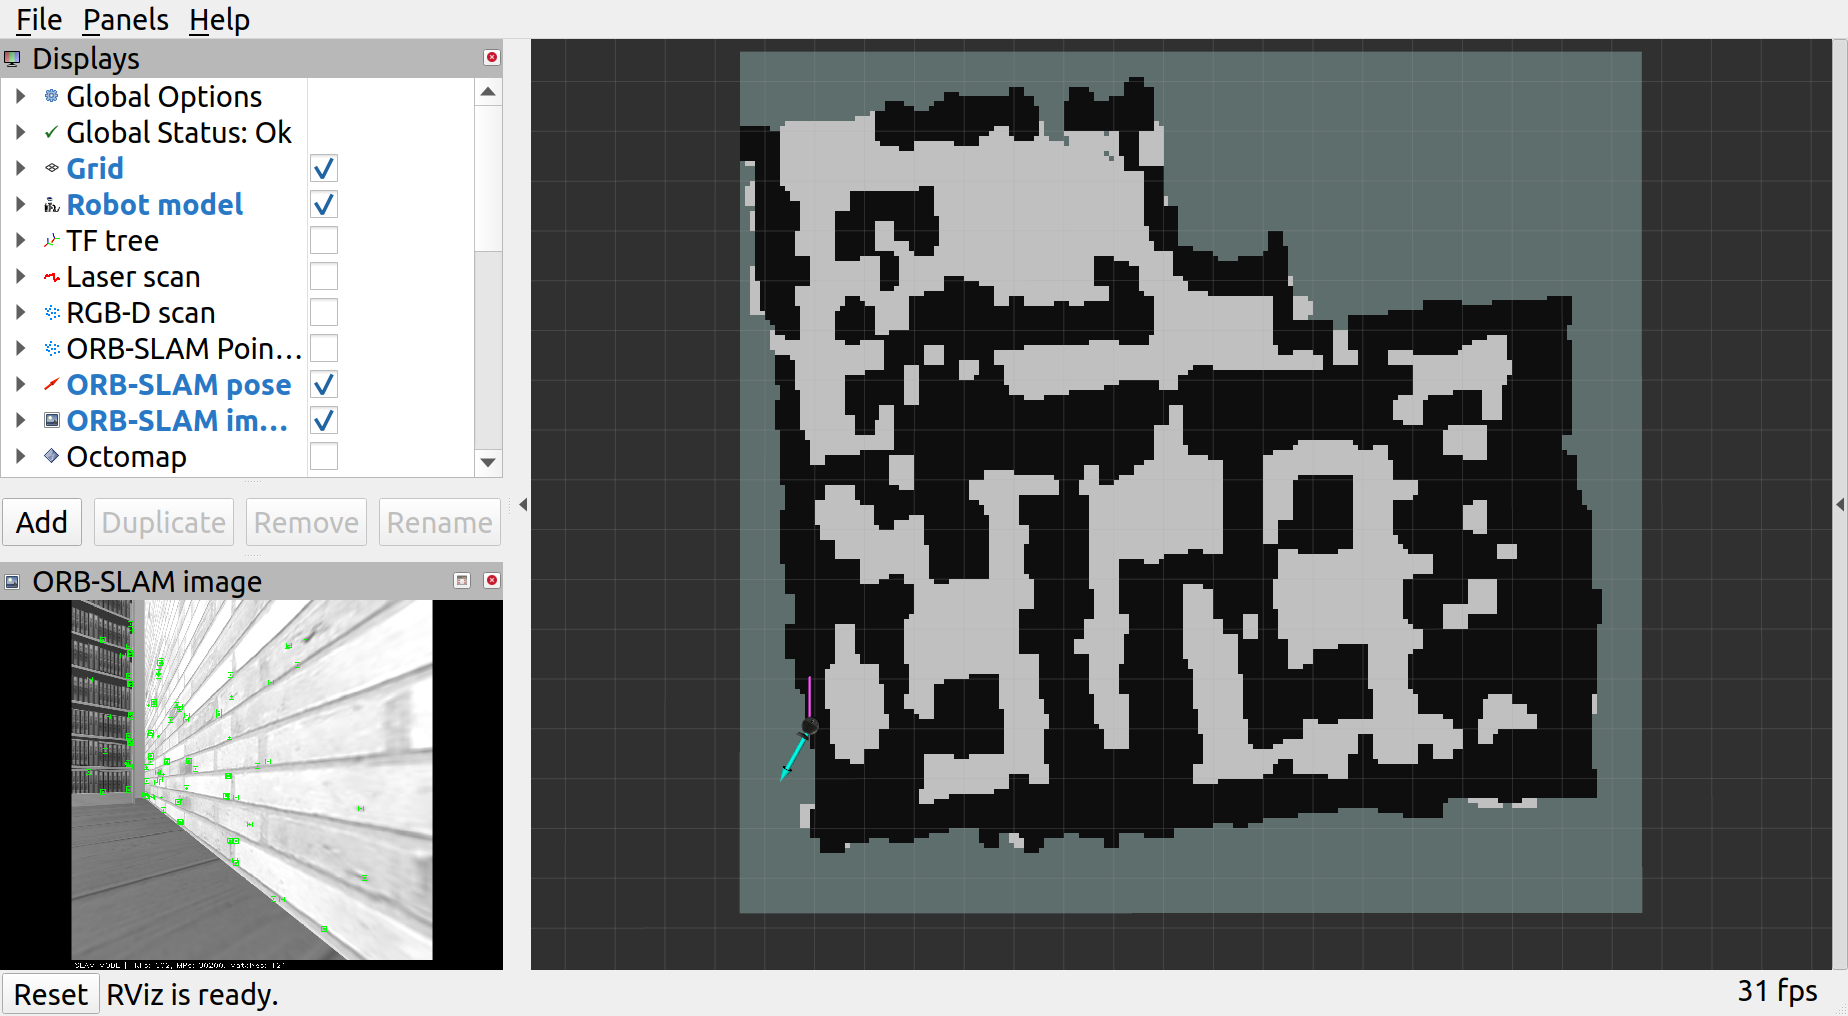 File Panels Help
Displays
Global Options
Global Status: Ok
Grid
Robot model
TF tree
Laser scan
RGB-D scan
ORB-SLAM Poin...
ORB-SLAM pose
ORB-SLAM im...
Octomap
Add Duplicate Remove Rename
ORB-SLAM image
SLAM MODE |
Reset RViz is ready.
31 fps